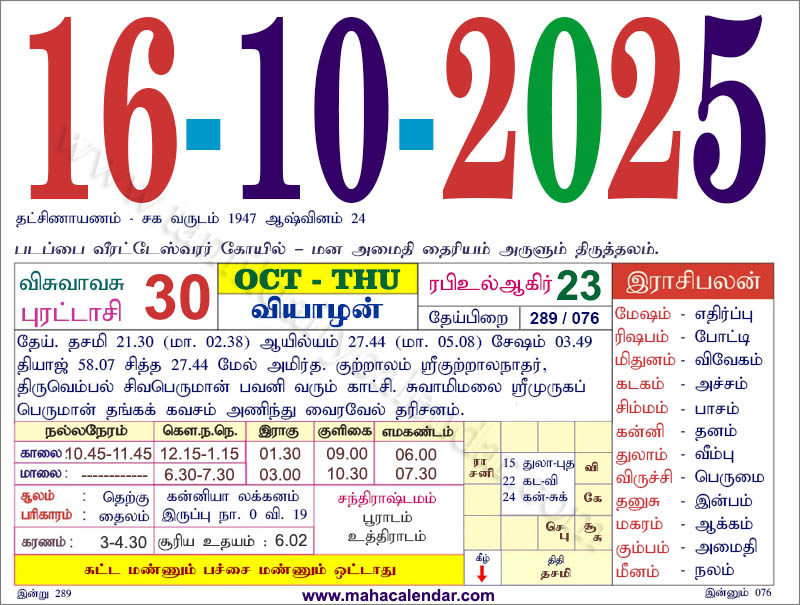 16-10-2025
தட்சிணாயணம் - சக வருடம் 1947 ஆஷ்வினம் 24
படப்பை வீரட்டேஸ்வரர் கோயில் – மன அமைதி தைரியம் அருளும் திருத்தலம்.
விசுவாவசு
புரட்டாசி 30
OCT - THU
வியாழன்
ரபிஉல்ஆகிர் 23
தேய்பிறை 289 / 076
தேய். தசமி 21.30 (மா. 02.38) ஆயில்யம் 27.44 (மா. 05.08) சேஷம் 03.49
தியாஜ் 58.07 சித்த 27.44 மேல் அமிர்த. குற்றாலம் ஸ்ரீகுற்றாலநாதர்,
திருவெம்பல் சிவபெருமான் பவனி வரும் காட்சி. சுவாமிமலை ஸ்ரீமுருகப்
பெருமான் தங்கக் கவசம் அணிந்து வைரவேல் தரிசனம்.
நல்லநேரம் கௌ.ந.நெ. இராகு குளிகை எமகண்டம்
காலை: 10.45-11.45 12.15-1.15 01.30 09.00 06.00
மாலை: ------------ 6.30-7.30 03.00 10.30 07.30
சூலம் : தெற்கு
பரிகாரம் : தைலம்
கன்னியா லக்கனம்
இருப்பு நா. 0 வி. 19
சந்திராஷ்டமம்
பூராடம்
உத்திராடம்
கரணம்: 3-4.30 சூரிய உதயம் : 6.02
சுட்ட மண்ணும் பச்சை மண்ணும் ஒட்டாது
ரா
சனி
15 துலா-புத
22 கட-வி
24 கன்-சுக்
வி
கே
செ
பு
சூ
சு
கீழ்
திதி
தசமி
இராசிபலன்
மேஷம் - எதிர்ப்பு
ரிஷபம் - போட்டி
மிதுனம் - விவேகம்
கடகம் - அச்சம்
சிம்மம் - பாசம்
கன்னி - தனம்
துலாம் - வீம்பு
விருச்சி - பெருமை
தனுசு - இன்பம்
மகரம் - ஆக்கம்
கும்பம் - அமைதி
மீனம் - நலம்
இன்று 289
www.mahacalendar.com
இன்னும் 076